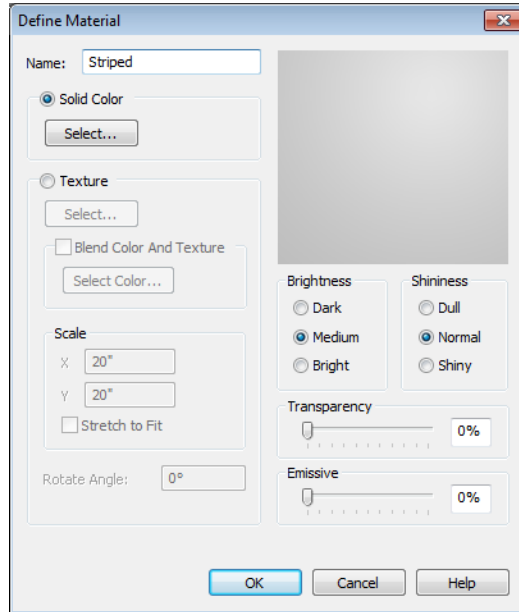 Define Material
Name: Striped
Solid Color
Select...
Texture
Select...
Blend Color And Texture
Select Color...
Scale
X 20"
Y 20"
Stretch to Fit
Rotate Angle: 0°
Brightness
Dark
Medium
Bright
Shininess
Dull
Normal
Shiny
Transparency
0%
Emissive
0%
OK Cancel Help